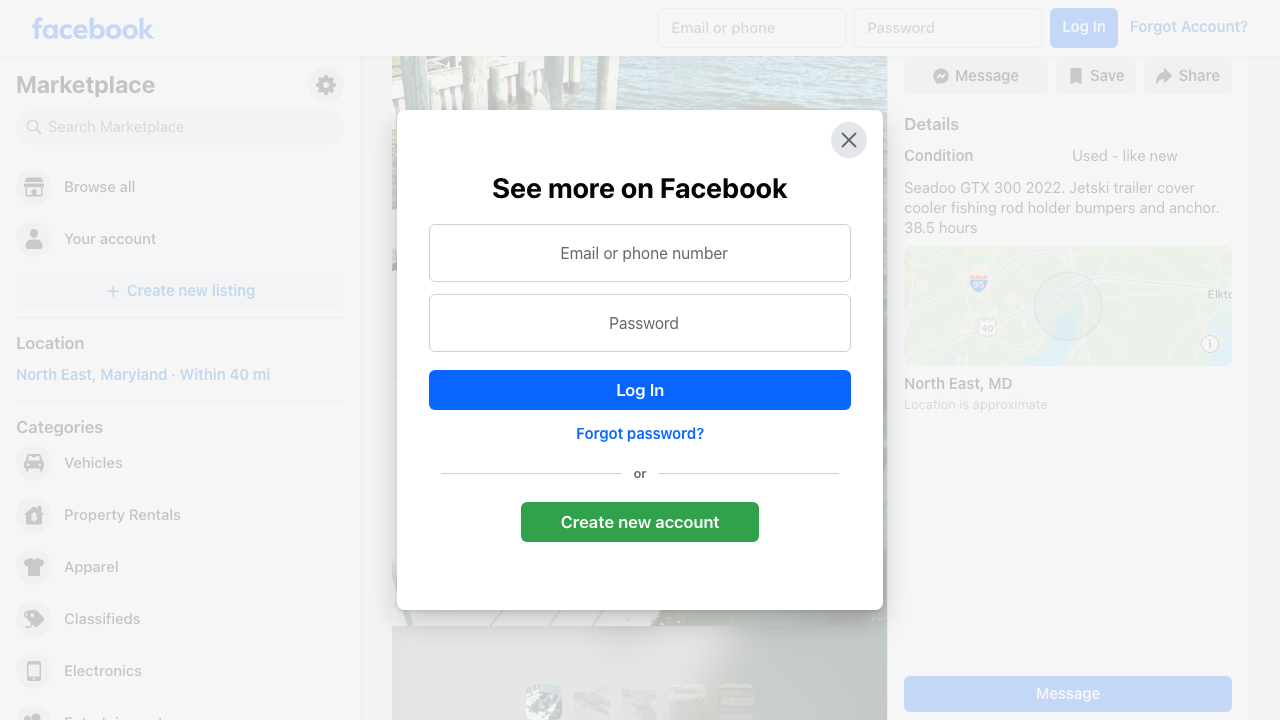 facebook
Email or phone
Password
Log In
Forgot Account?
Marketplace
Search Marketplace
Browse all
Your account
Create new listing
Location
North East, Maryland · Within 40 mi
Categories
Vehicles
Property Rentals
Apparel
Classifieds
Electronics
See more on Facebook
Email or phone number
Password
Log In
Forgot password?
or
Create new account
Message
Save
Share
Details
Condition
Used - like new
Seadoo GTX 300 2022. Jetski trailer cover
cooler fishing rod holder bumpers and anchor.
38.5 hours
95
40
North East, MD
Location is approximate
Message